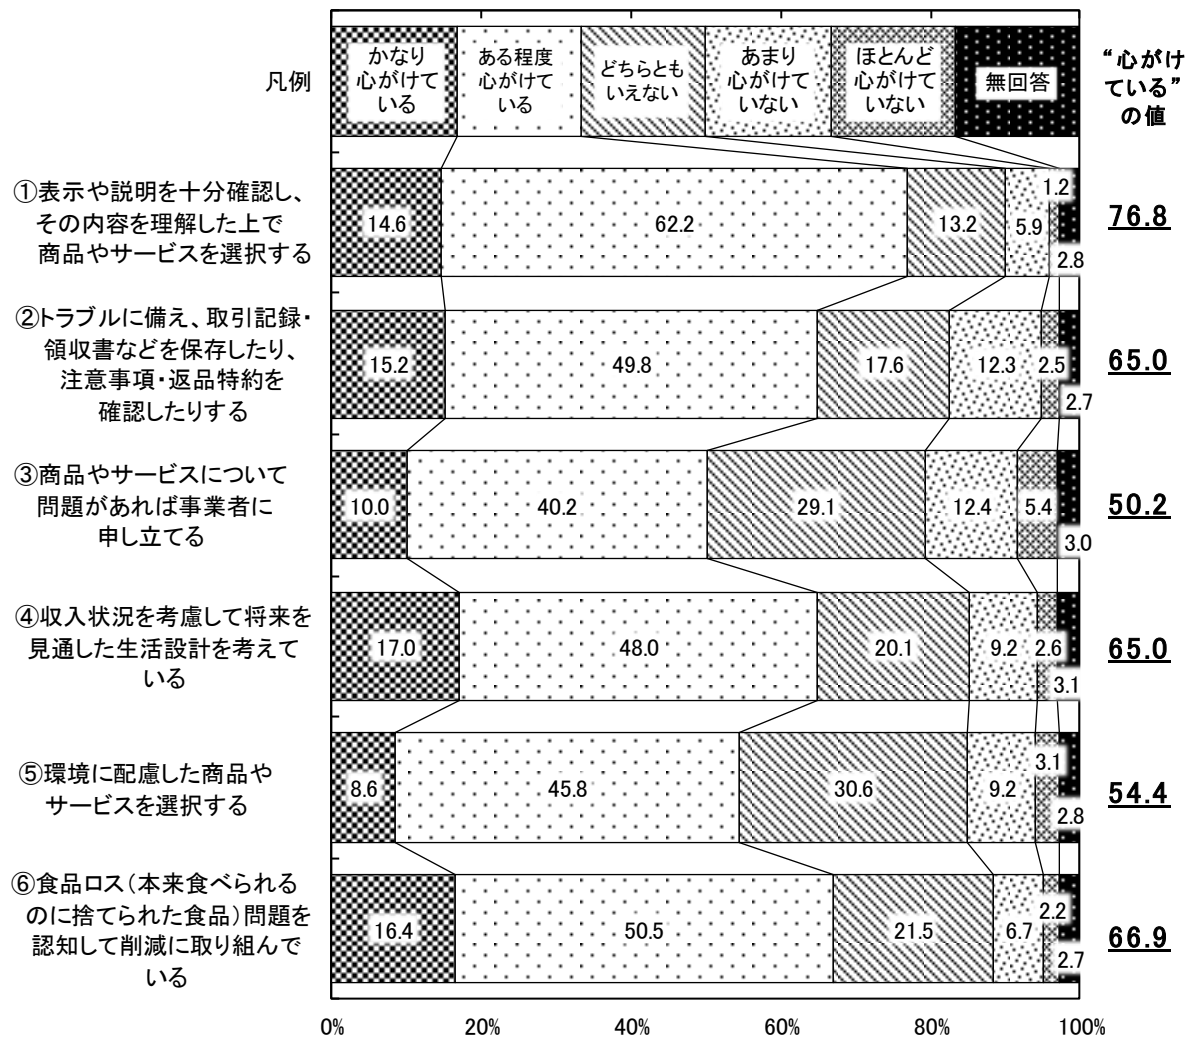 凡例
かなり
心がけて
いる
ある程度
心がけて
いる
どちらとも
いえない
あまり
心がけて
いない
ほとんど
心がけて
いない
無回答
“心がけ
ている”
の値
①表示や説明を十分確認し、
その内容を理解した上で
商品やサービスを選択する
14.6
62.2
13.2
5.9
1.2
2.8
76.8
②トラブルに備え、取引記録・
領収書などを保存したり、
注意事項・返品特約を
確認したりする
15.2
49.8
17.6
12.3
2.5
2.7
65.0
③商品やサービスについて
問題があれば事業者に
申し立てる
10.0
40.2
29.1
12.4
5.4
3.0
50.2
④収入状況を考慮して将来を
見通した生活設計を考えて
いる
17.0
48.0
20.1
9.2
2.6
3.1
65.0
⑤環境に配慮した商品や
サービスを選択する
8.6
45.8
30.6
9.2
3.1
2.8
54.4
⑥食品ロス（本来食べられる
のに捨てられた食品）問題を
認知して削減に取り組んで
いる
16.4
50.5
21.5
6.7
2.2
2.7
66.9
0%
20%
40%
60%
80%
100%